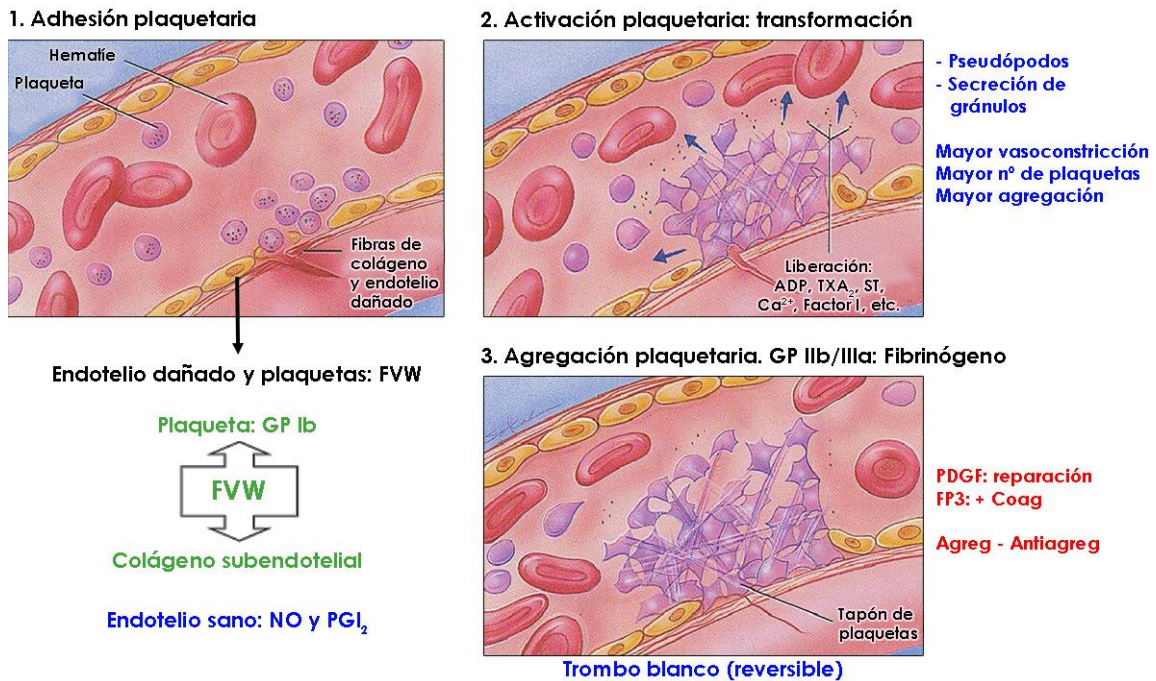 1. Adhesión plaquetaria
Hematíe
Plaqueta
Fibras de
colágeno
y endotelio
dañado
Endotelio dañado y plaquetas: FVW
Plaqueta: GP Ib
FVW
Colágeno subendotelial
Endotelio sano: NO y PGI₂
2. Activación plaquetaria: transformación
Liberación:
ADP, TXA₂, ST,
Ca²⁺, Factor I, etc.
- Pseudópodos
- Secreción de
gránulos
Mayor vasoconstricción
Mayor nº de plaquetas
Mayor agregación
3. Agregación plaquetaria. GP IIb/IIIa: Fibrinógeno
Tapón de
plaquetas
PDGF: reparación
FP3: + Coag
Agreg - Antiagreg
Trombo blanco (reversible)